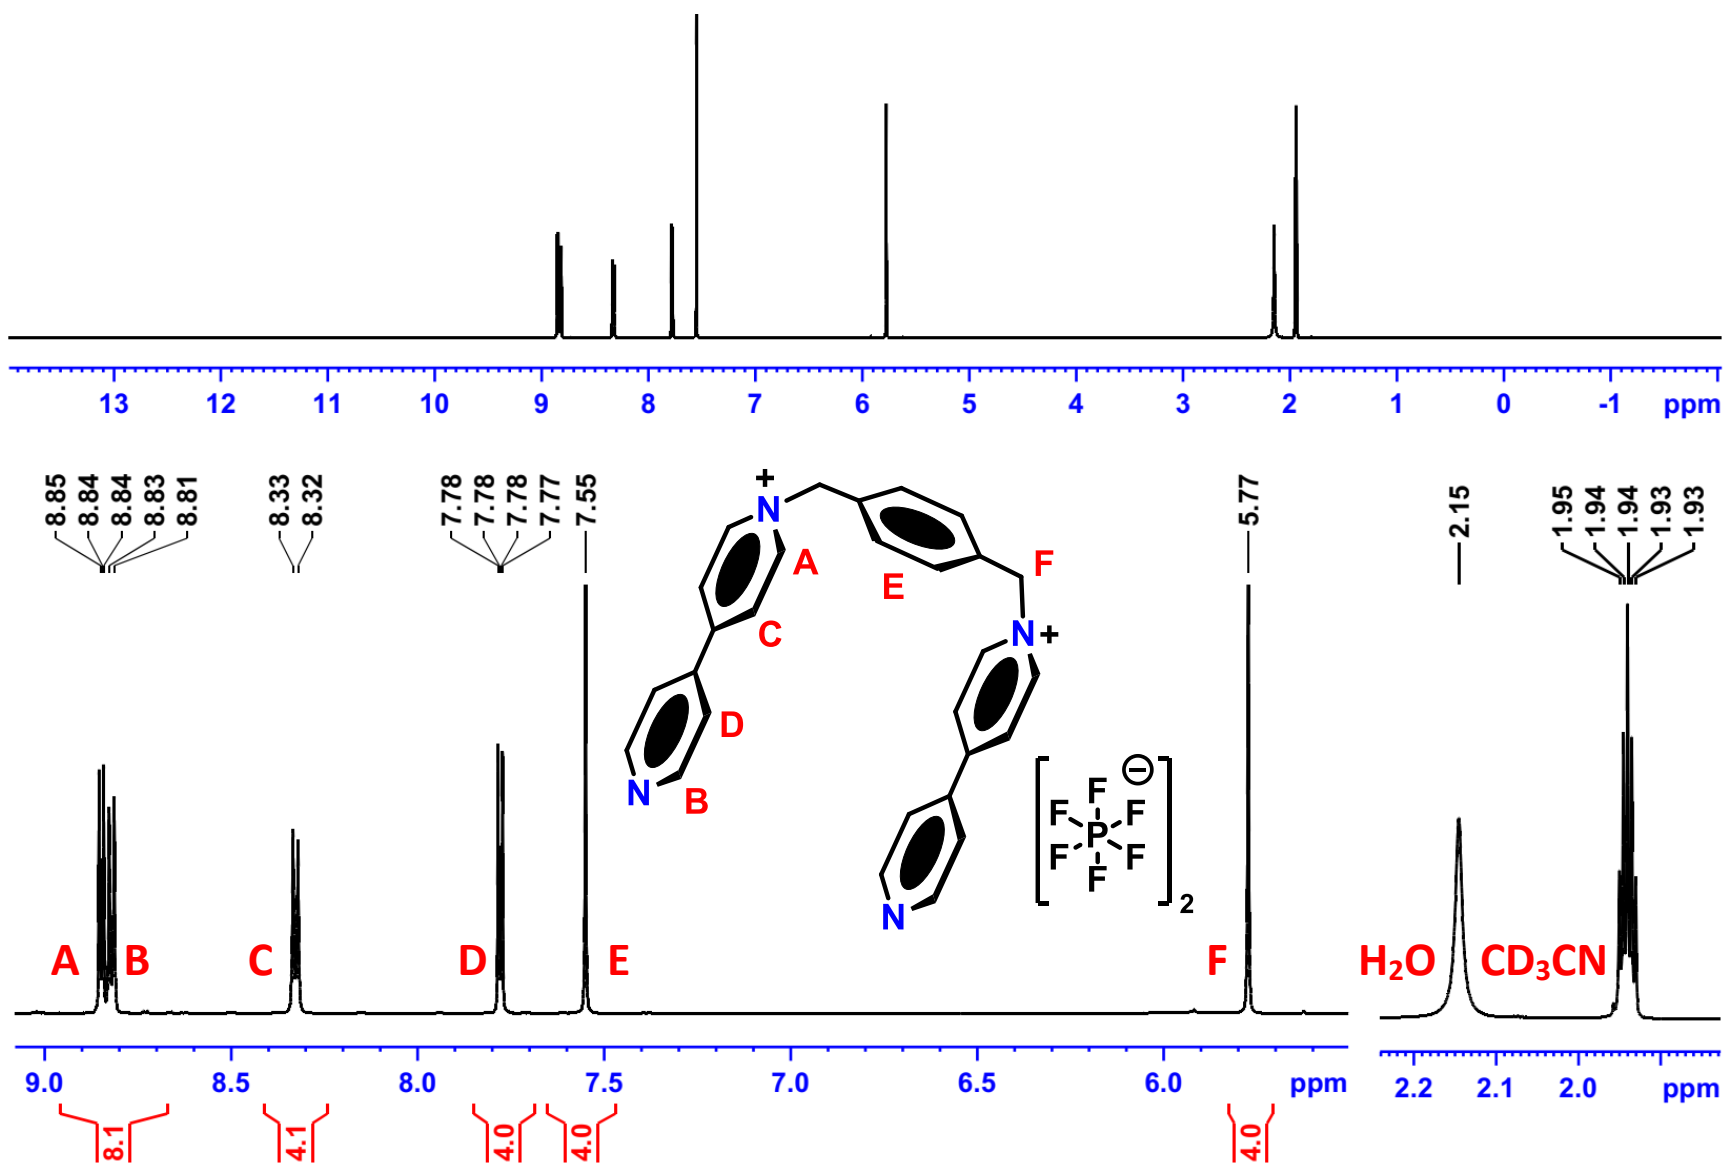 13 12 11 10 9 8 7 6 5 4 3 2 1 0 -1 ppm
8.85 8.84 8.84 8.83 8.81 8.33 8.32 7.78 7.78 7.78 7.77 7.55 5.77 2.15 1.95 1.94 1.94 1.93 1.93
+
N
A
E
F
C
N+
D
N
B
F
F F
P
F F
F
−
2
N
A B C D E F H₂O CD₃CN
9.0 8.5 8.0 7.5 7.0 6.5 6.0 ppm 2.2 2.1 2.0 ppm
8.1 4.1 4.0 4.0 4.0